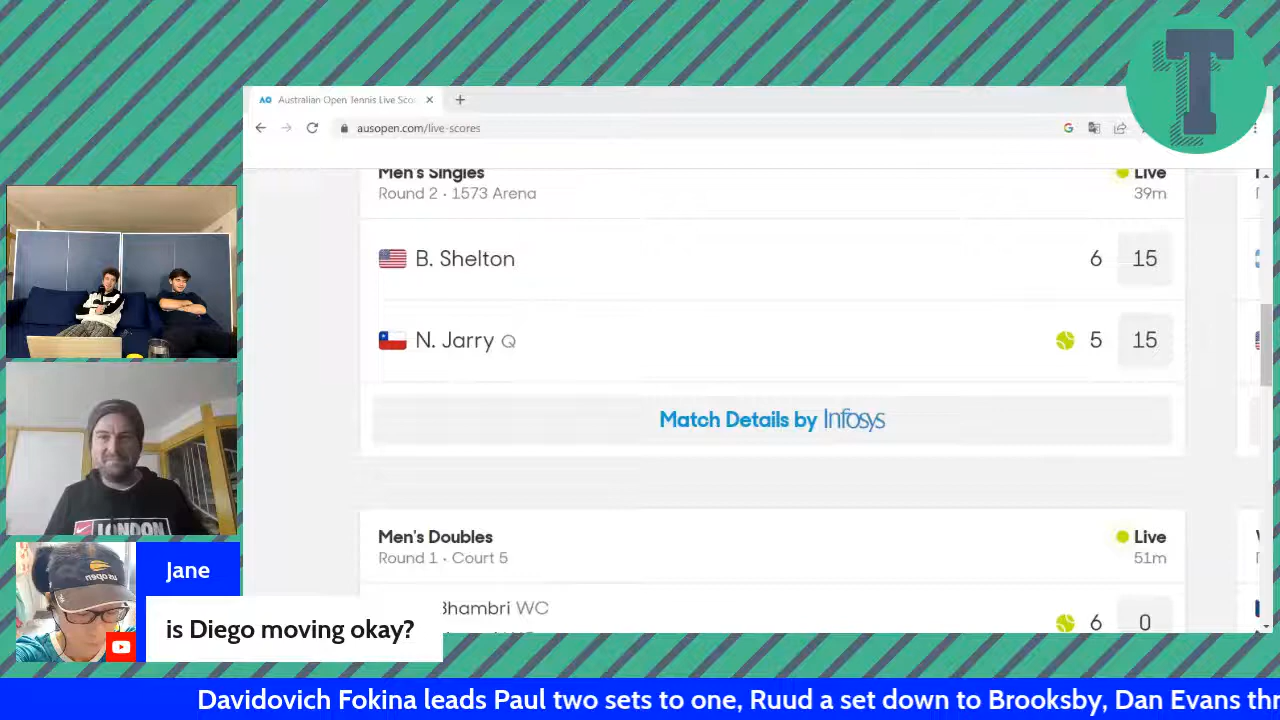 T
AO Australian Open Tennis Live Sco
ausopen.com/live-scores
Men's Singles
Live
Round 2 · 1573 Arena
39m
B. Shelton
6
15
N. Jarry Q
5
15
Match Details by Infosys
Men's Doubles
Live
Round 1 · Court 5
51m
Bhambri WC
6
0
LONDON
Jane
is Diego moving okay?
Davidovich Fokina leads Paul two sets to one, Ruud a set down to Brooksby, Dan Evans thr